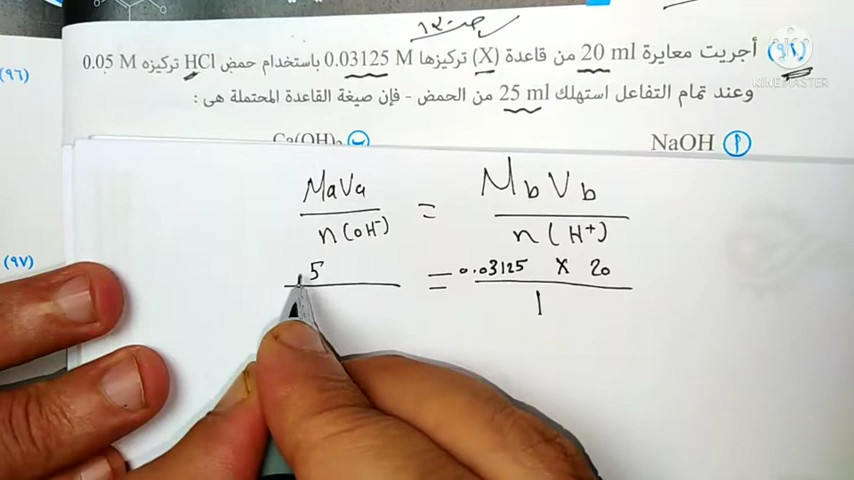 صـ ١٢
(٩٦) أجريت معايرة 20 ml من قاعدة (X) تركيزها 0.03125 M باستخدام حمض HCl تركيزه 0.05 M
وعند تمام التفاعل استهلك 25 ml من الحمض - فإن صيغة القاعدة المحتملة هى :
أ NaOH ب Ca(OH)₂
MaVa / n(OH⁻) = MbVb / n(H⁺)
5 = 0.03125 X 20 / 1
(٩٦)
(٩٧)
KINEMASTER